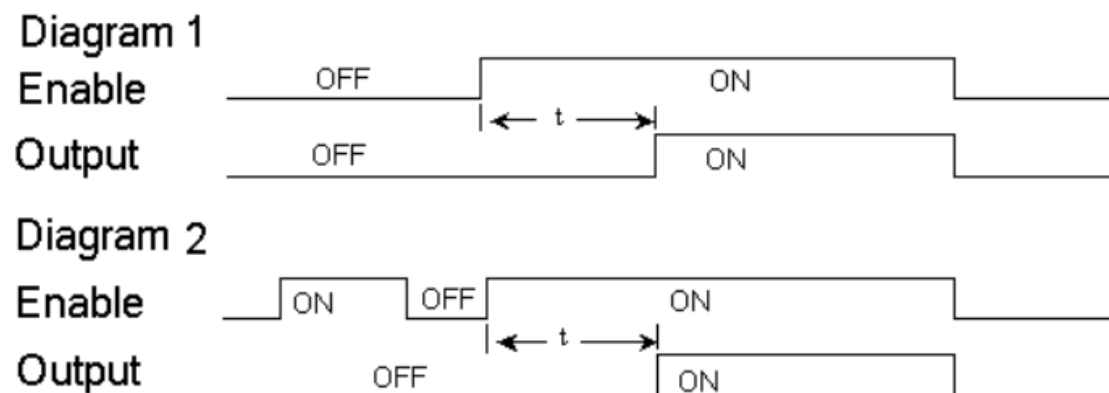 Diagram 1
Enable OFF ON
t
Output OFF ON
Diagram 2
Enable ON OFF ON
t
Output OFF ON